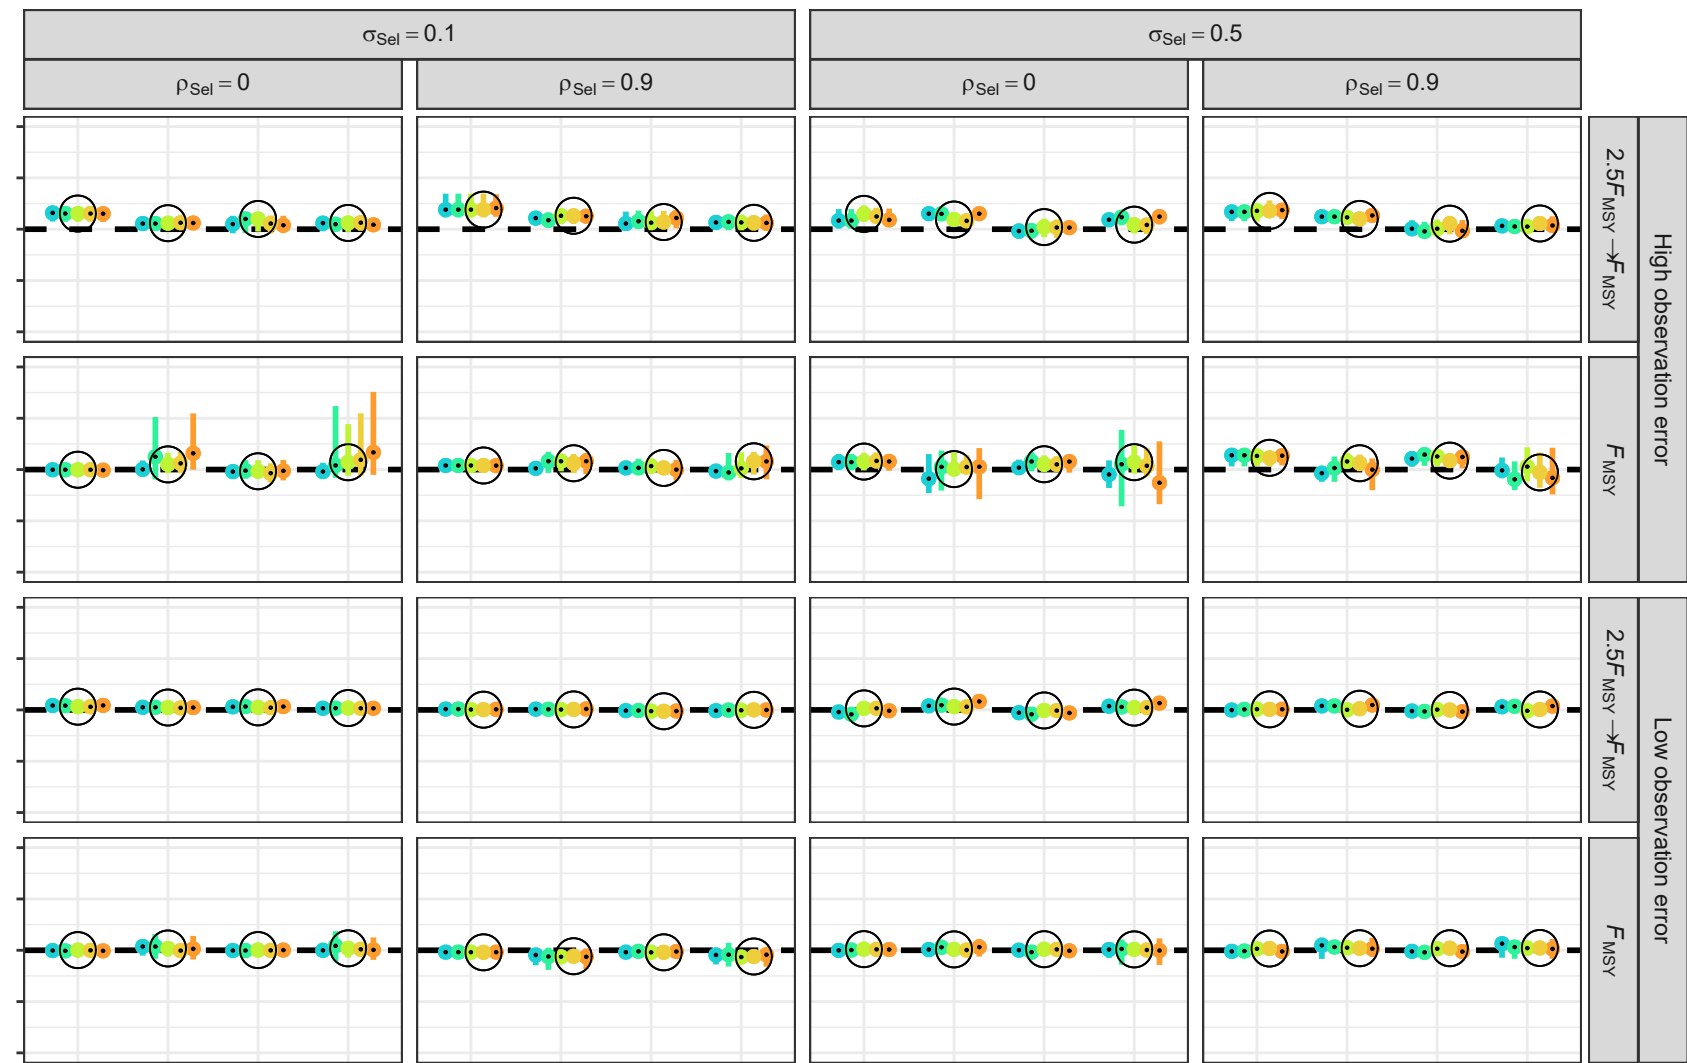 σSel = 0.1
σSel = 0.5
ρSel = 0
ρSel = 0.9
ρSel = 0
ρSel = 0.9
2.5FMSY→FMSY
High observation error
FMSY
2.5FMSY→FMSY
Low observation error
FMSY